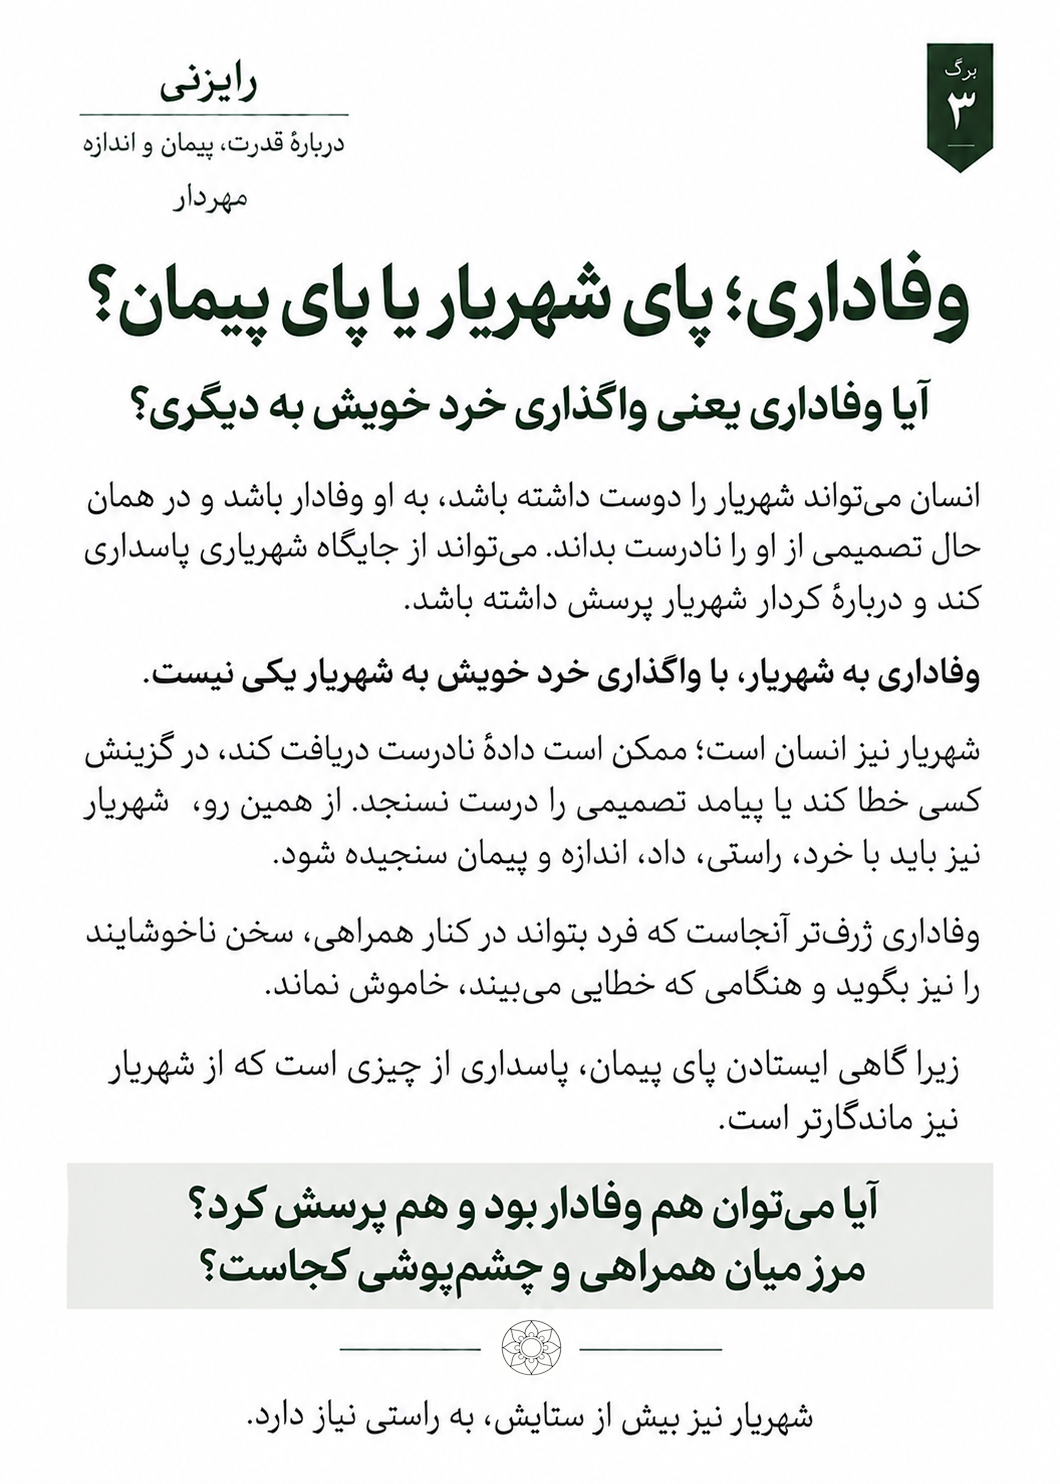 برگ
۳
رایزنی
دربارهٔ قدرت، پیمان و اندازه
مهردار
وفاداری؛ پای شهریار یا پای پیمان؟
آیا وفاداری یعنی واگذاری خرد خویش به دیگری؟
انسان می‌تواند شهریار را دوست داشته باشد، به او وفادار باشد و در همان
حال تصمیمی از او را نادرست بداند. می‌تواند از جایگاه شهریاری پاسداری
کند و دربارهٔ کردار شهریار پرسش داشته باشد.
وفاداری به شهریار، با واگذاری خرد خویش به شهریار یکی نیست.
شهریار نیز انسان است؛ ممکن است دادهٔ نادرست دریافت کند، در گزینش
کسی خطا کند یا پیامد تصمیمی را درست نسنجد. از همین رو، شهریار
نیز باید با خرد، راستی، داد، اندازه و پیمان سنجیده شود.
وفاداری ژرف‌تر آنجاست که فرد بتواند در کنار همراهی، سخن ناخوشایند
را نیز بگوید و هنگامی که خطایی می‌بیند، خاموش نماند.
زیرا گاهی ایستادن پای پیمان، پاسداری از چیزی است که از شهریار
نیز ماندگارتر است.
آیا می‌توان هم وفادار بود و هم پرسش کرد؟
مرز میان همراهی و چشم‌پوشی کجاست؟
شهریار نیز بیش از ستایش، به راستی نیاز دارد.